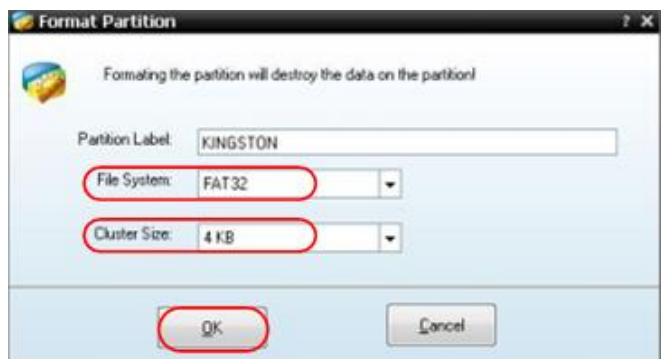 Format Partition ? X
Formating the partition will destroy the data on the partition!
Partition Label: KINGSTON
File System: FAT32
Cluster Size: 4 KB
OK Cancel